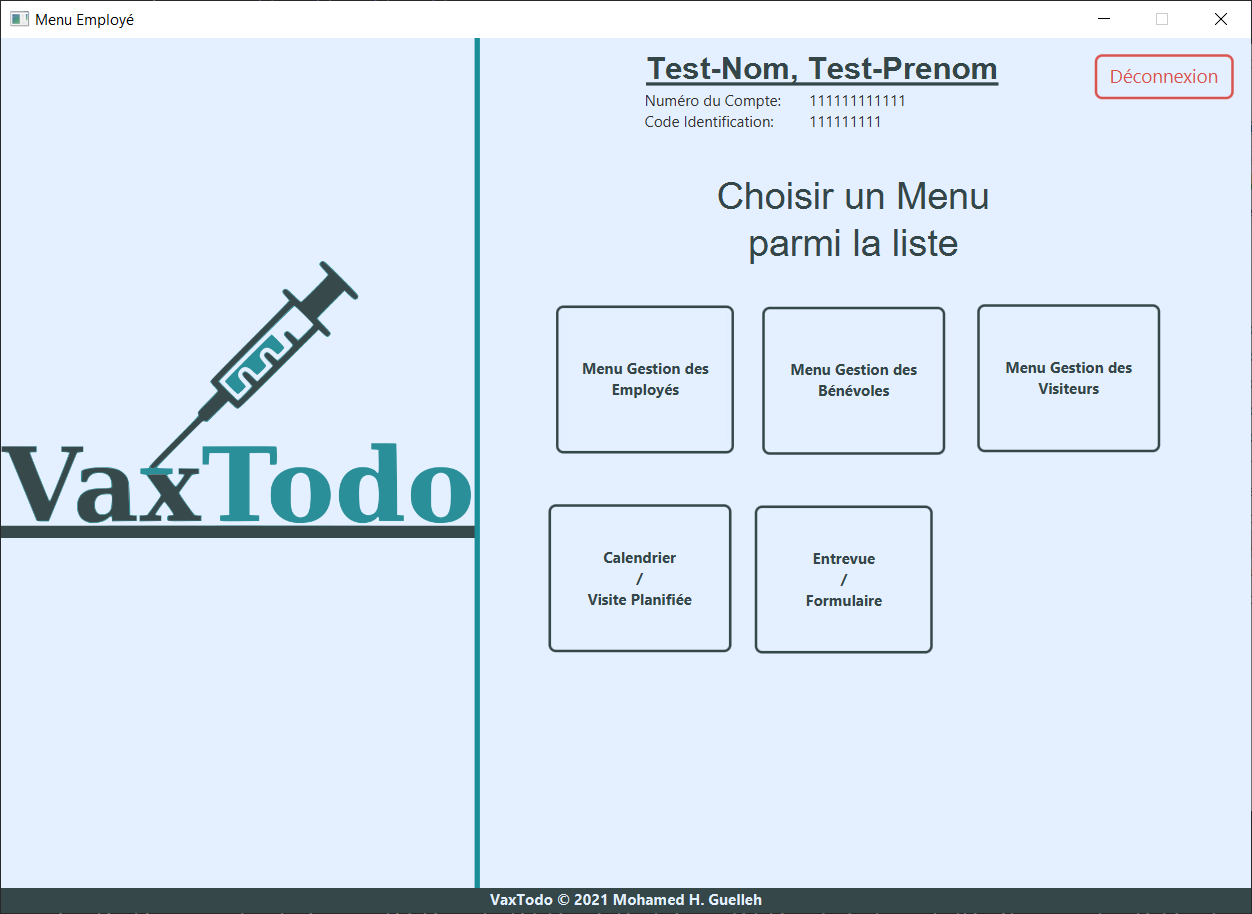 Menu Employé
Test-Nom, Test-Prenom
Déconnexion
Numéro du Compte: 111111111111
Code Identification: 111111111
Choisir un Menu
parmi la liste
Menu Gestion des
Employés
Menu Gestion des
Bénévoles
Menu Gestion des
Visiteurs
VaxTodo
Calendrier
/
Visite Planifiée
Entrevue
/
Formulaire
VaxTodo © 2021 Mohamed H. Guelleh